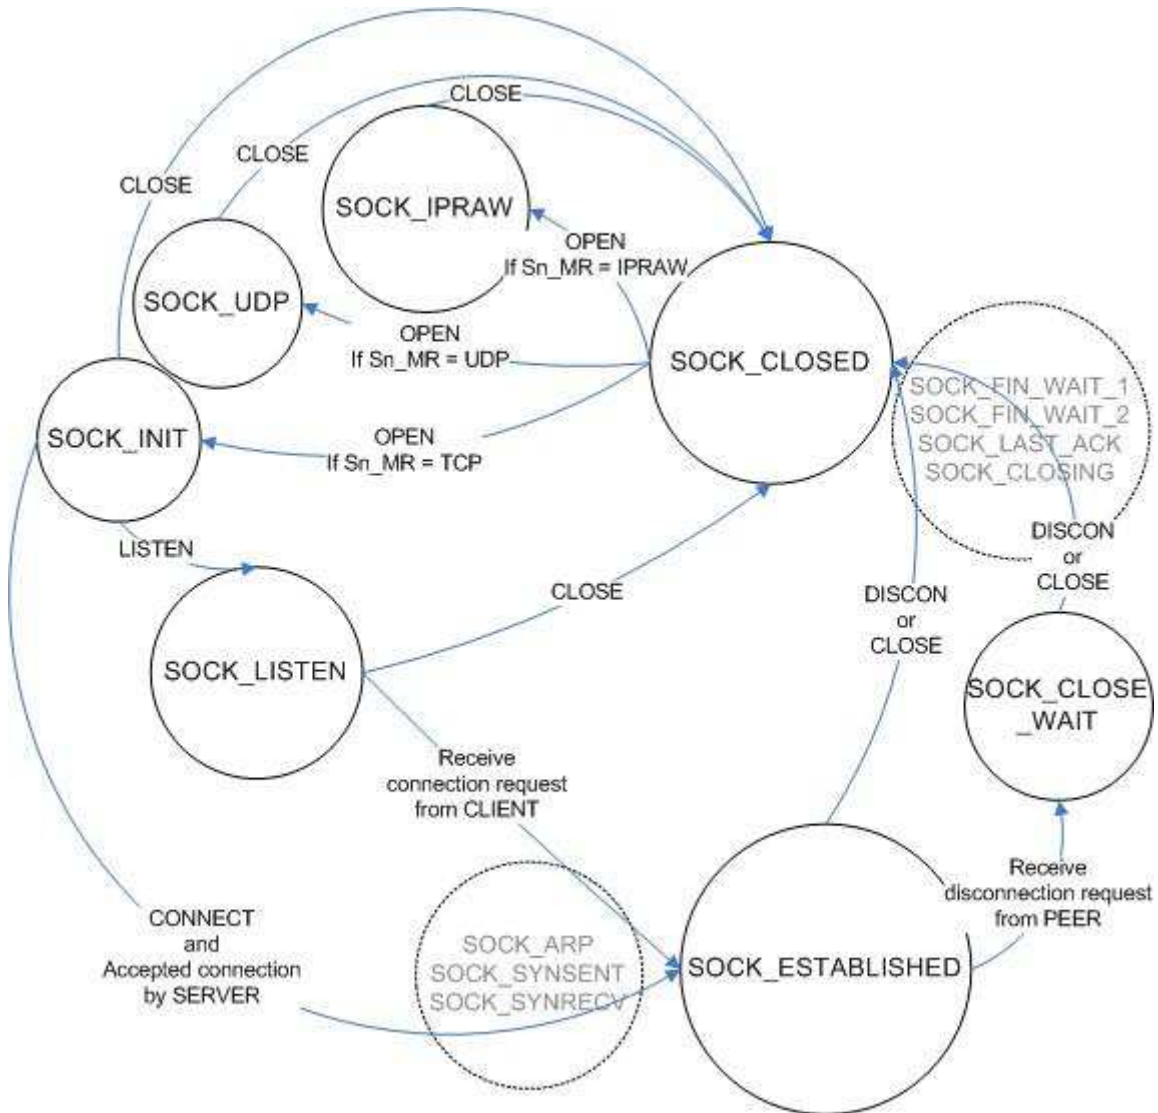 CLOSE
CLOSE
CLOSE
SOCK_IPRAW
OPEN
If Sn_MR = IPRAW
SOCK_UDP
OPEN
If Sn_MR = UDP
SOCK_CLOSED
SOCK_FIN_WAIT_1
SOCK_FIN_WAIT_2
SOCK_LAST_ACK
SOCK_CLOSING
SOCK_INIT
OPEN
If Sn_MR = TCP
LISTEN
CLOSE
DISCON
or
CLOSE
DISCON
or
CLOSE
SOCK_LISTEN
SOCK_CLOSE
_WAIT
Receive
connection request
from CLIENT
Receive
disconnection request
from PEER
CONNECT
and
Accepted connection
by SERVER
SOCK_ARP
SOCK_SYNSENT
SOCK_SYNRECV
SOCK_ESTABLISHED